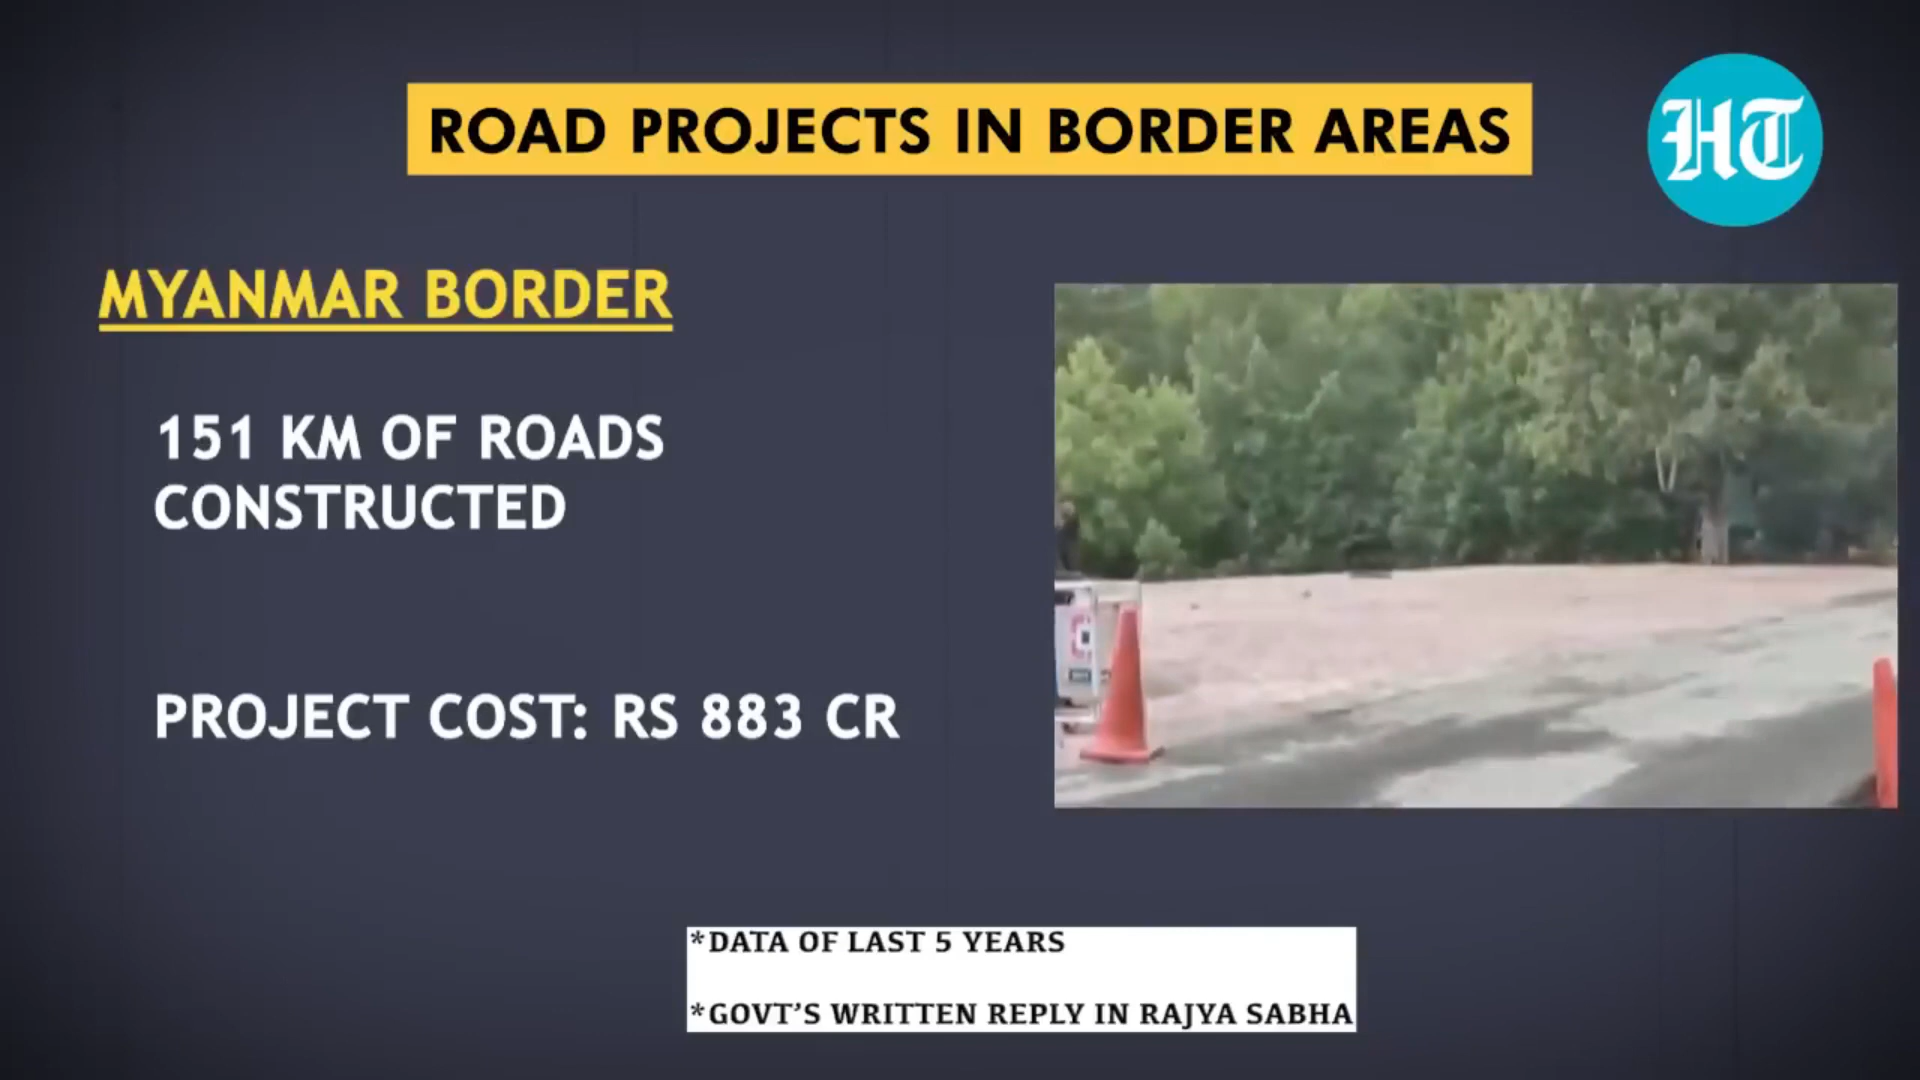 ROAD PROJECTS IN BORDER AREAS
HT
MYANMAR BORDER
151 KM OF ROADS
CONSTRUCTED
PROJECT COST: RS 883 CR
*DATA OF LAST 5 YEARS
*GOVT'S WRITTEN REPLY IN RAJYA SABHA